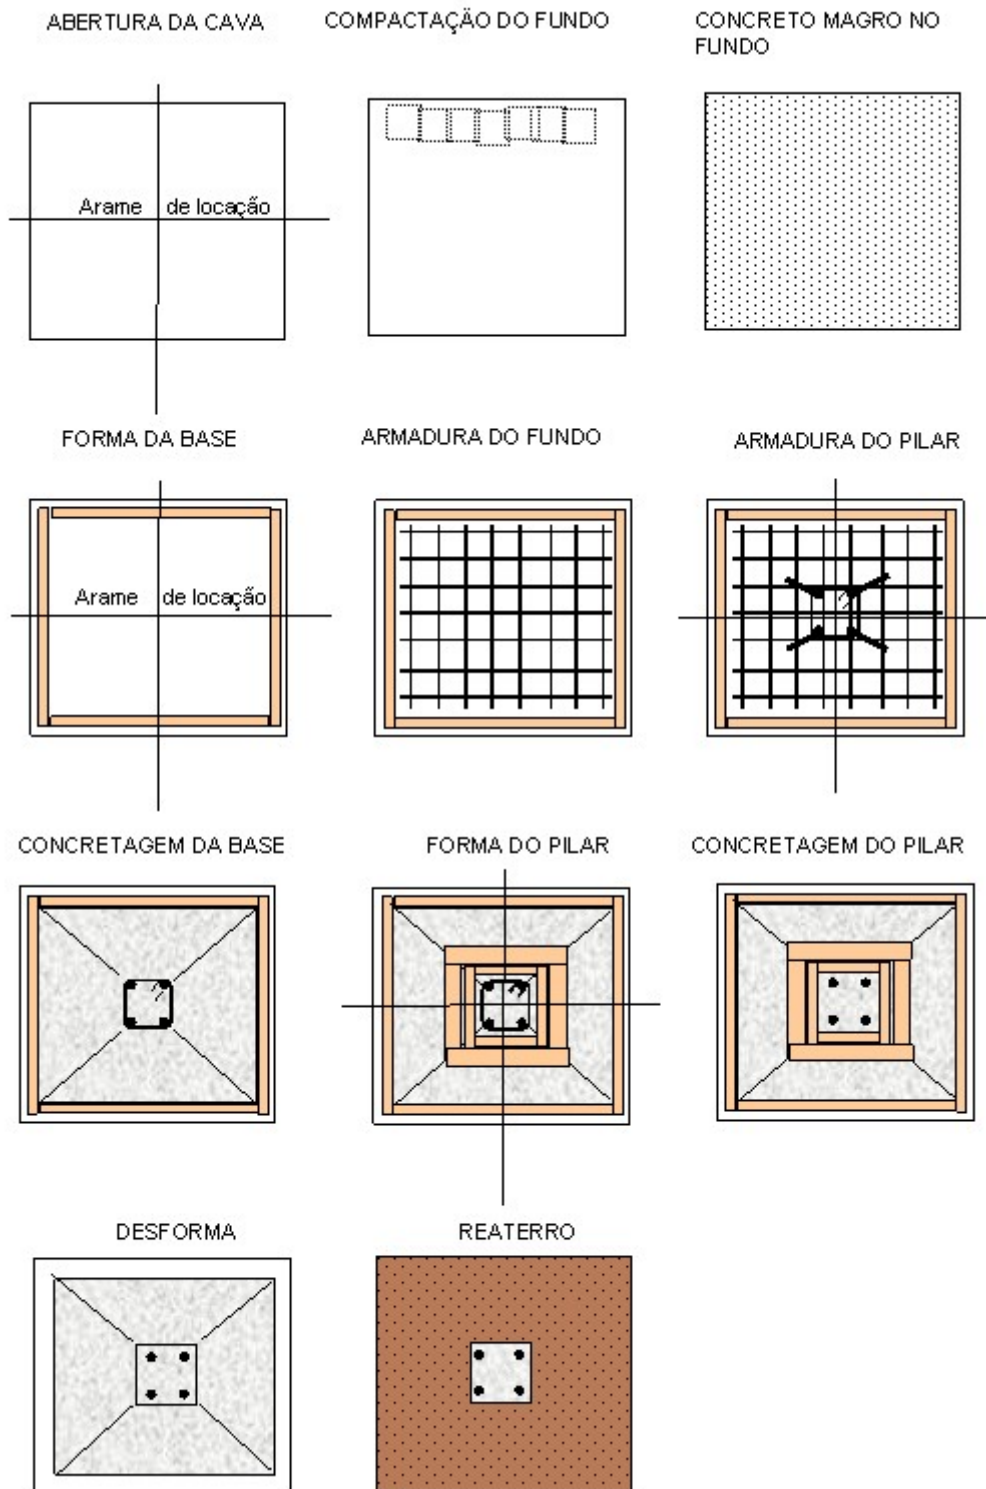 ABERTURA DA CAVA
COMPACTAÇÃO DO FUNDO
CONCRETO MAGRO NO
FUNDO
Arame de locação
FORMA DA BASE
ARMADURA DO FUNDO
ARMADURA DO PILAR
Arame de locação
CONCRETAGEM DA BASE
FORMA DO PILAR
CONCRETAGEM DO PILAR
DESFORMA
REATERRO